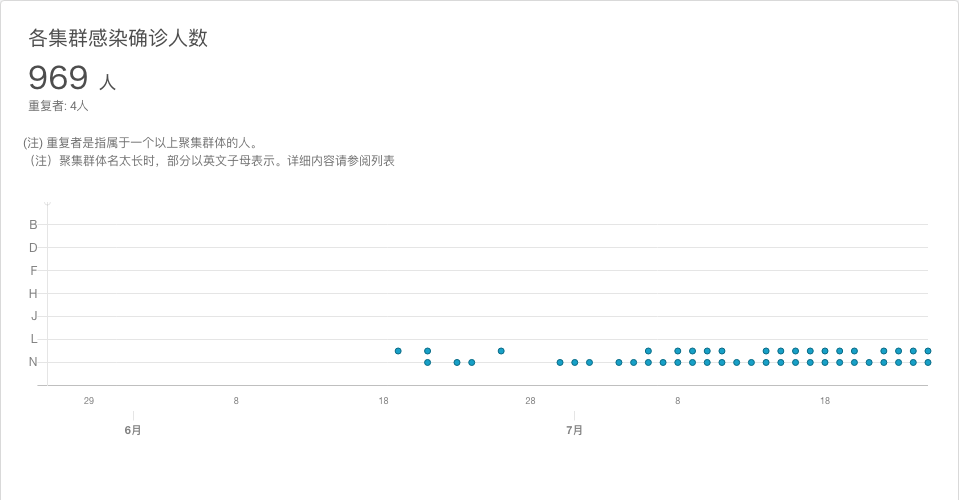 各集群感染确诊人数
969 人
重复者: 4人
(注) 重复者是指属于一个以上聚集群体的人。
（注）聚集群体名太长时，部分以英文子母表示。详细内容请参阅列表
B
D
F
H
J
L
N
29 8 18 28 8 18
6月 7月